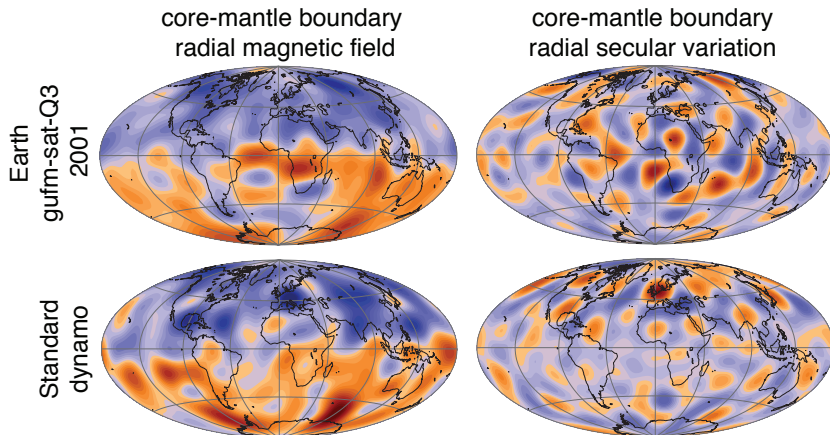 core-mantle boundary
radial magnetic field
core-mantle boundary
radial secular variation
Earth
gufm-sat-Q3
2001
Standard
dynamo